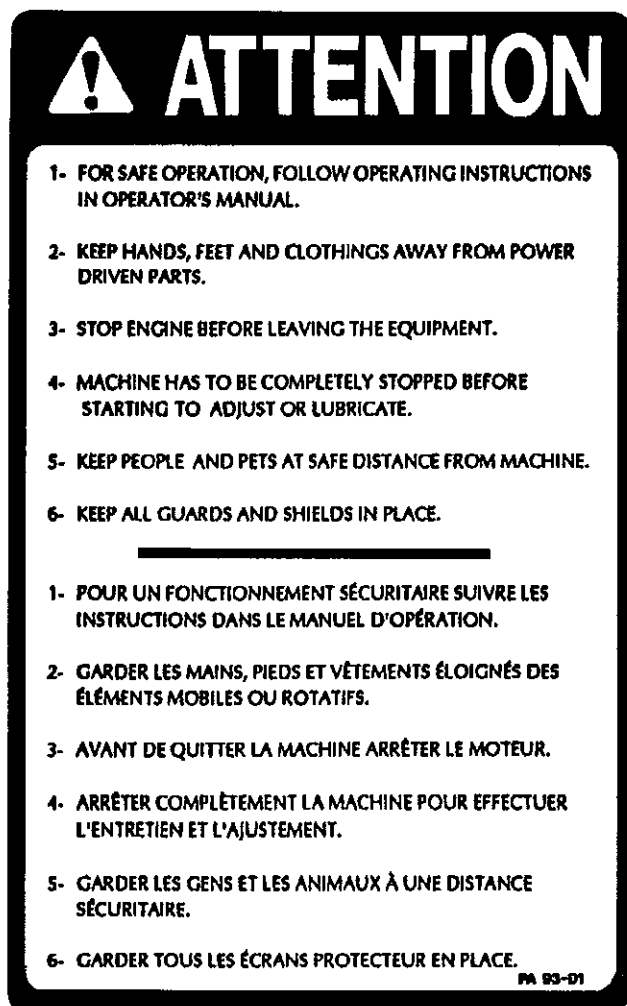 ATTENTION
1- FOR SAFE OPERATION, FOLLOW OPERATING INSTRUCTIONS
IN OPERATOR'S MANUAL.
2- KEEP HANDS, FEET AND CLOTHINGS AWAY FROM POWER
DRIVEN PARTS.
3- STOP ENGINE BEFORE LEAVING THE EQUIPMENT.
4- MACHINE HAS TO BE COMPLETELY STOPPED BEFORE
STARTING TO ADJUST OR LUBRICATE.
5- KEEP PEOPLE AND PETS AT SAFE DISTANCE FROM MACHINE.
6- KEEP ALL GUARDS AND SHIELDS IN PLACE.
1- POUR UN FONCTIONNEMENT SÉCURITAIRE SUIVRE LES
INSTRUCTIONS DANS LE MANUEL D'OPÉRATION.
2- GARDER LES MAINS, PIEDS ET VÊTEMENTS ÉLOIGNÉS DES
ÉLÉMENTS MOBILES OU ROTATIFS.
3- AVANT DE QUITTER LA MACHINE ARRÊTER LE MOTEUR.
4- ARRÊTER COMPLÈTEMENT LA MACHINE POUR EFFECTUER
L'ENTRETIEN ET L'AJUSTEMENT.
5- GARDER LES GENS ET LES ANIMAUX À UNE DISTANCE
SÉCURITAIRE.
6- GARDER TOUS LES ÉCRANS PROTECTEUR EN PLACE.
PA 93-D1